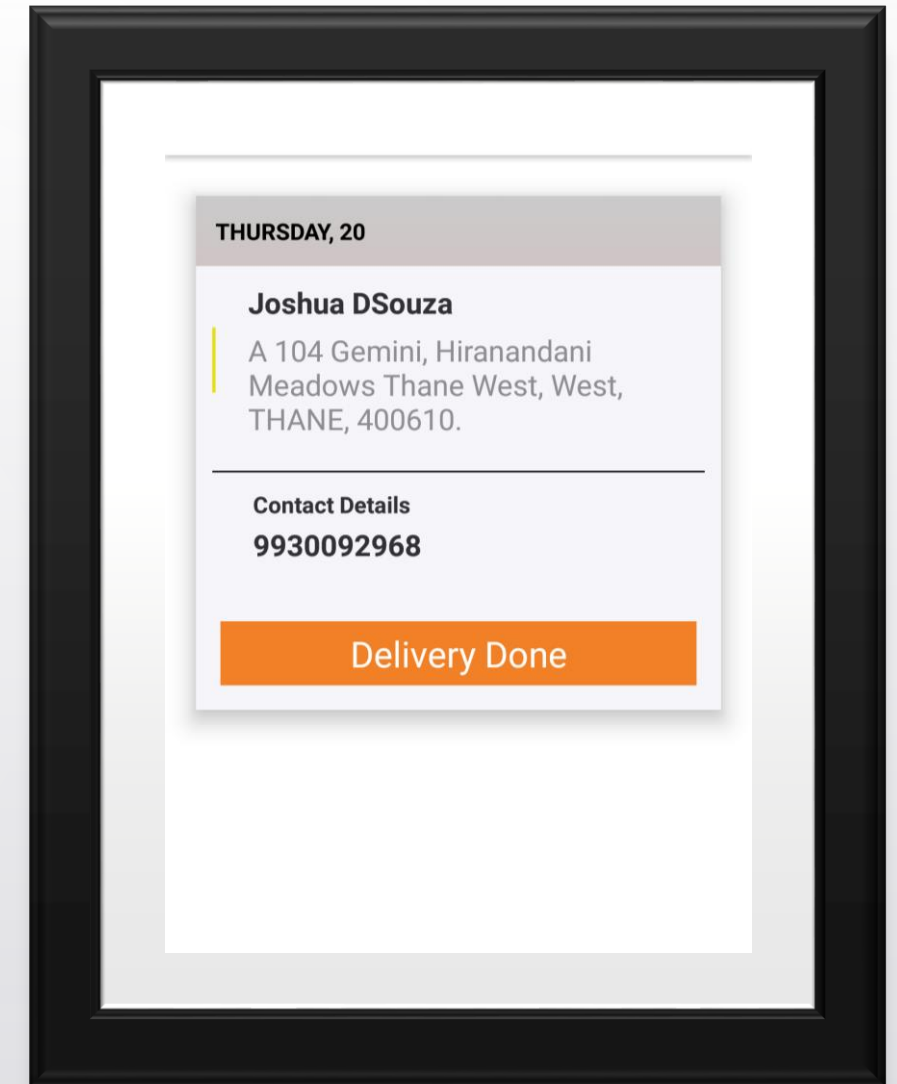 THURSDAY, 20
Joshua DSouza
A 104 Gemini, Hiranandani
Meadows Thane West, West,
THANE, 400610.
Contact Details
9930092968
Delivery Done